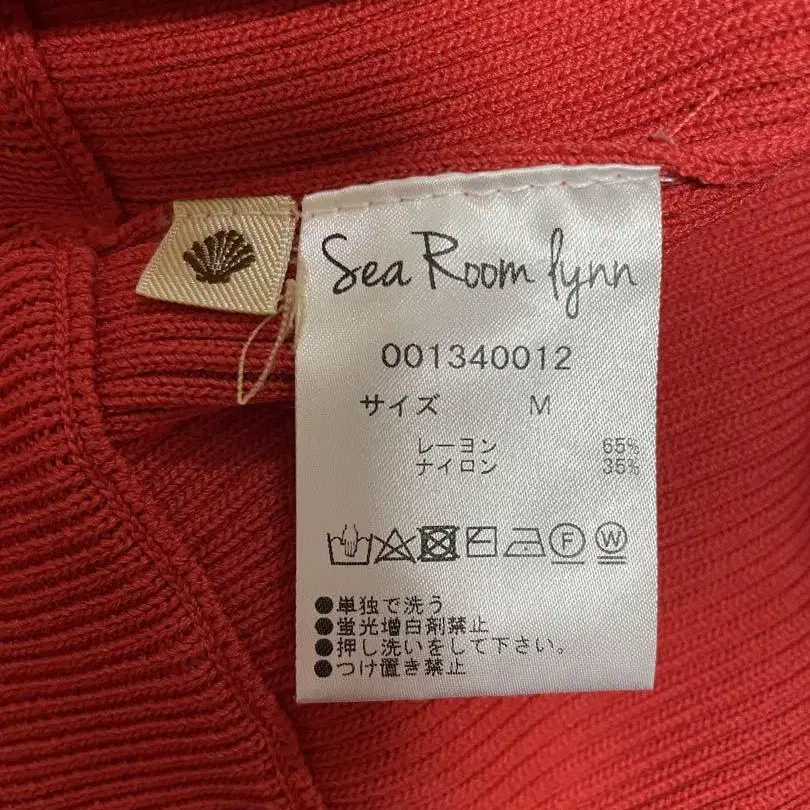 Sea Room lynn
001340012
サイズ M
レーヨン 65%
ナイロン 35%
F W
●単独で洗う
●蛍光増白剤禁止
●押し洗いをして下さい。
●つけ置き禁止